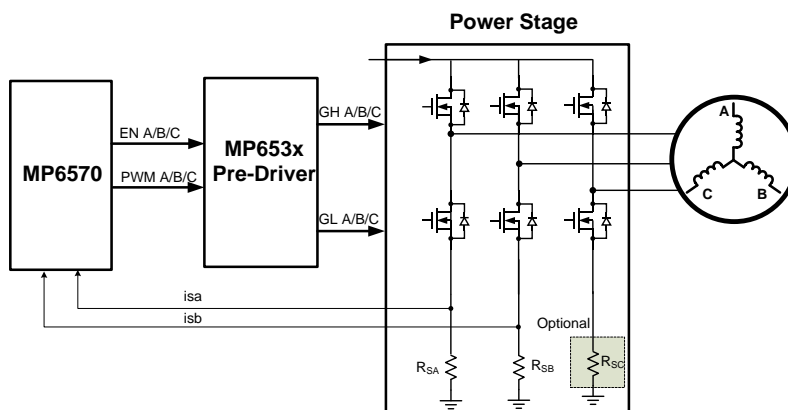 Power Stage
MP6570
EN A/B/C
PWM A/B/C
MP653x
Pre-Driver
GH A/B/C
GL A/B/C
A
C
B
isa
isb
Optional
RSA
RSB
RSC